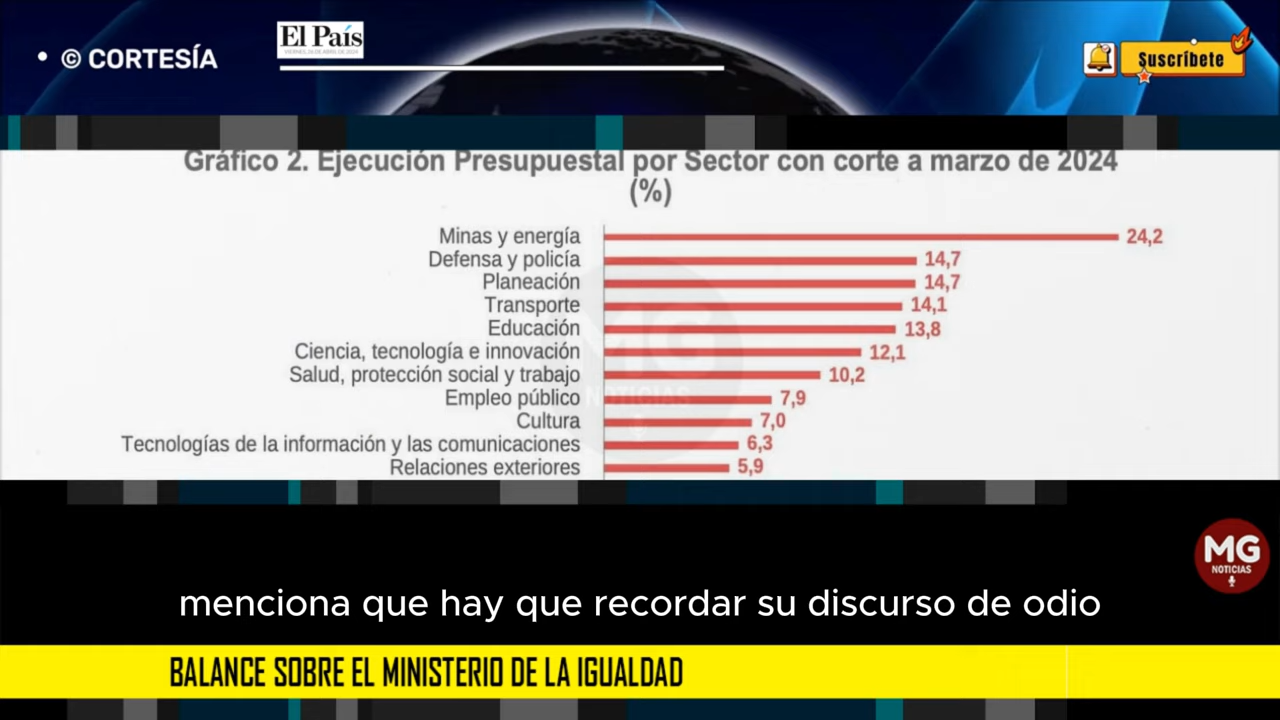 • © CORTESÍA
El País
Suscríbete
Gráfico 2. Ejecución Presupuestal por Sector con corte a marzo de 2024
(%)
Minas y energía 24,2
Defensa y policía 14,7
Planeación 14,7
Transporte 14,1
Educación 13,8
Ciencia, tecnología e innovación 12,1
Salud, protección social y trabajo 10,2
Empleo público 7,9
Cultura 7,0
Tecnologías de la información y las comunicaciones 6,3
Relaciones exteriores 5,9
MG
NOTICIAS
MG
NOTICIAS
menciona que hay que recordar su discurso de odio
BALANCE SOBRE EL MINISTERIO DE LA IGUALDAD